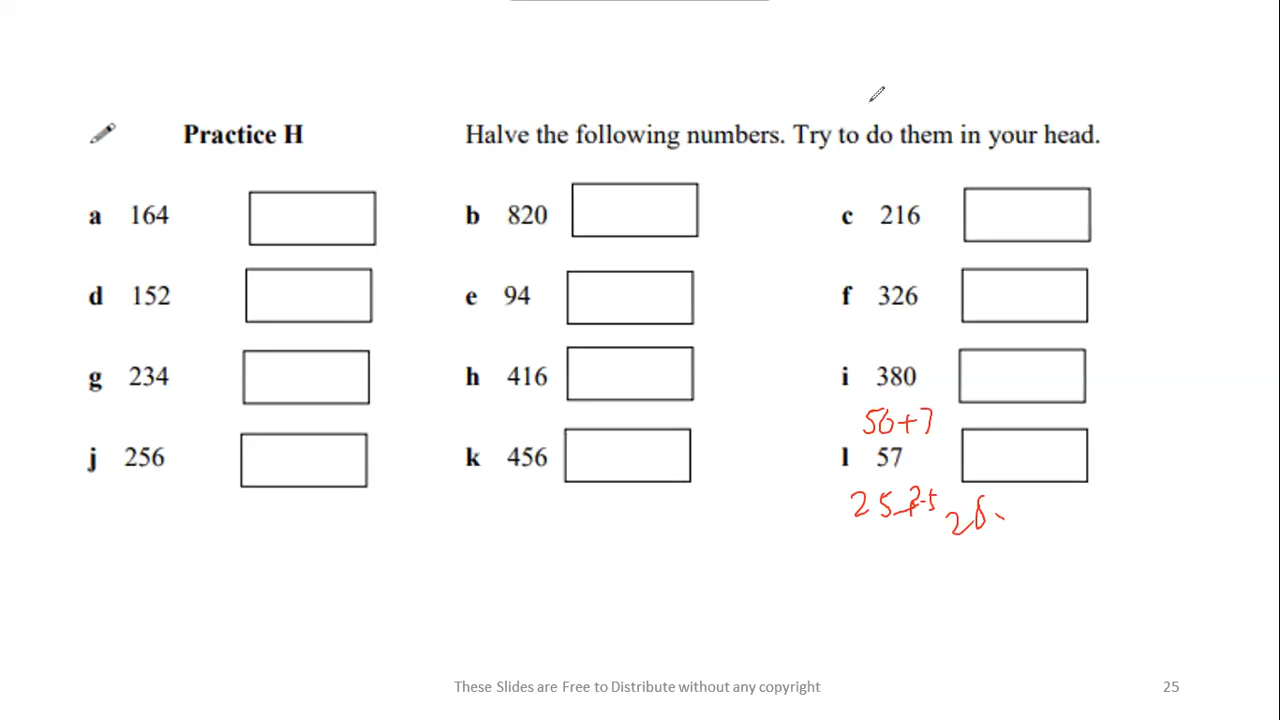 Practice H Halve the following numbers. Try to do them in your head.
a 164 b 820 c 216
d 152 e 94 f 326
g 234 h 416 i 380
50+7
j 256 k 456 l 57
25
These Slides are Free to Distribute without any copyright 25